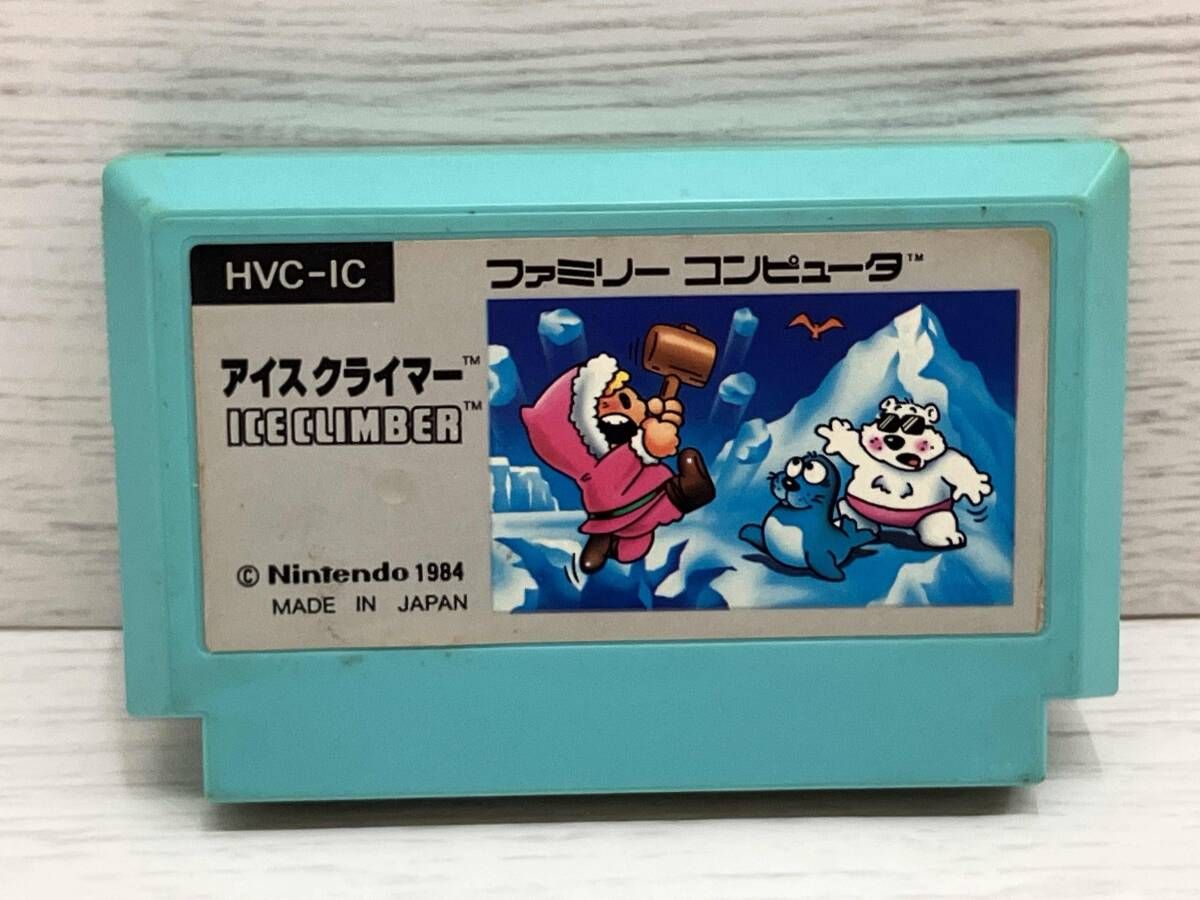 HVC-IC
ファミリー コンピュータ™
アイスクライマー™
ICE CLIMBER™
© Nintendo 1984
MADE IN JAPAN